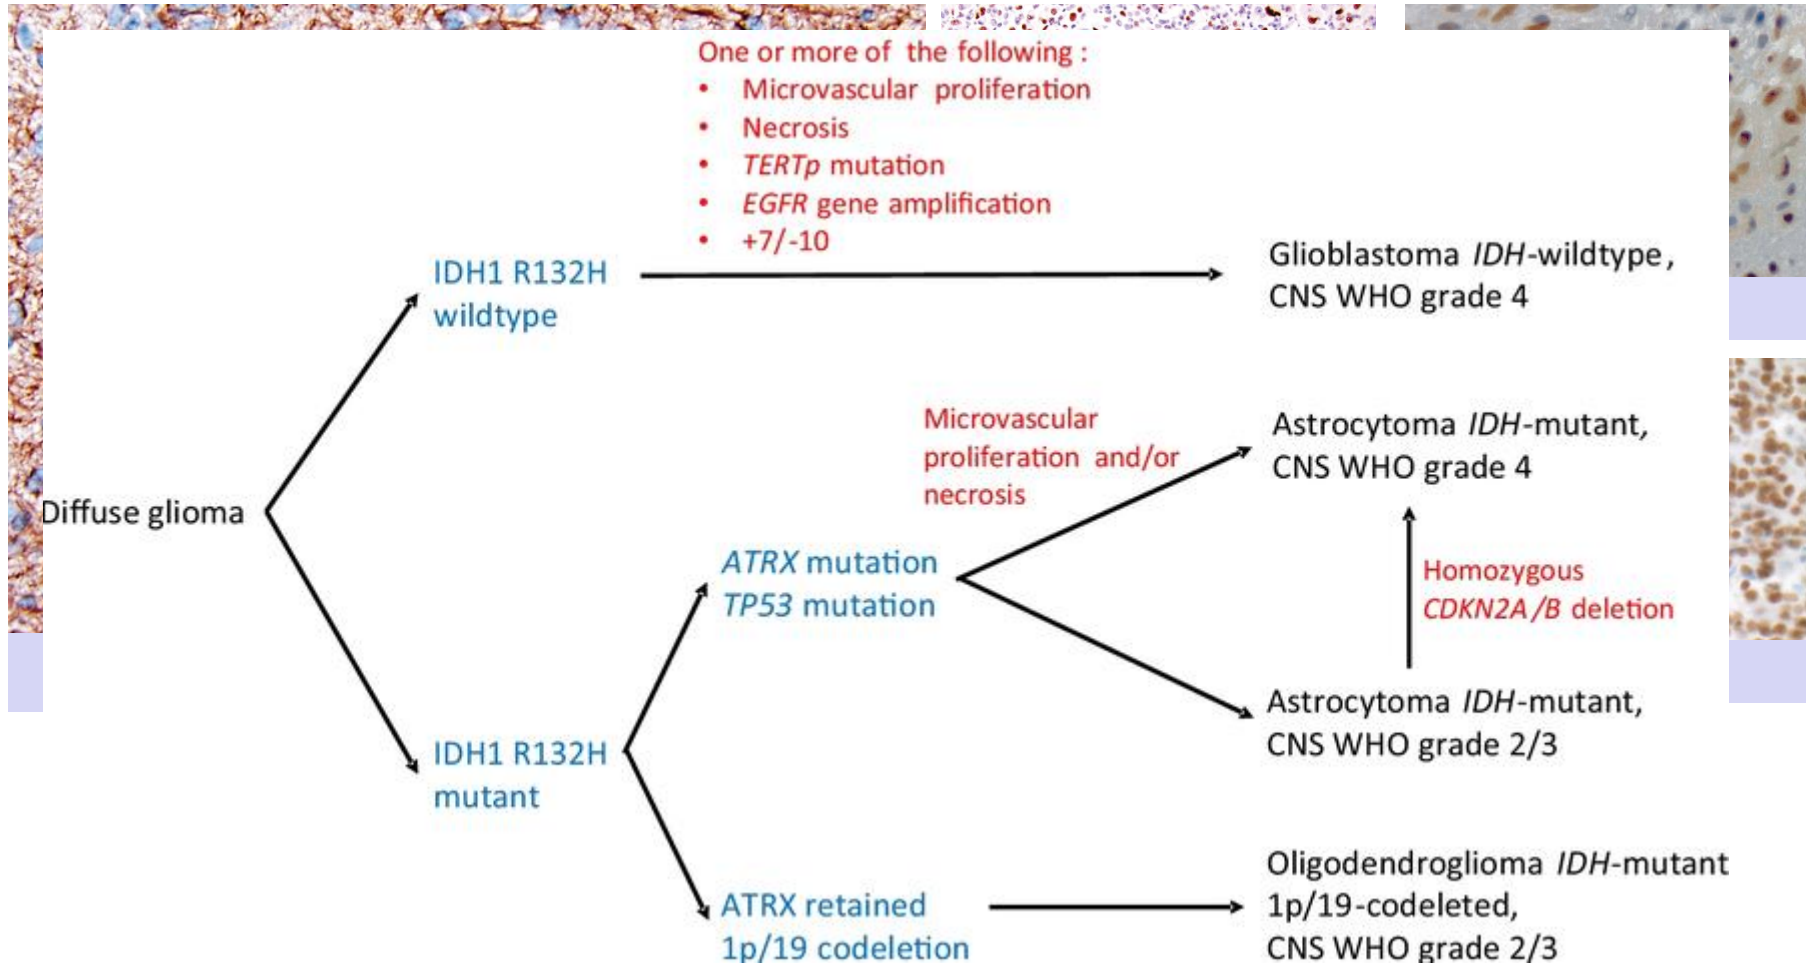 One or more of the following :
• Microvascular proliferation
• Necrosis
• TERTp mutation
• EGFR gene amplification
• +7/-10
IDH1 R132H
wildtype
Glioblastoma IDH-wildtype,
CNS WHO grade 4
Diffuse glioma
Microvascular
proliferation and/or
necrosis
Astrocytoma IDH-mutant,
CNS WHO grade 4
ATRX mutation
TP53 mutation
Homozygous
CDKN2A/B deletion
Astrocytoma IDH-mutant,
CNS WHO grade 2/3
IDH1 R132H
mutant
ATRX retained
1p/19 codeletion
Oligodendroglioma IDH-mutant
1p/19-codeleted,
CNS WHO grade 2/3